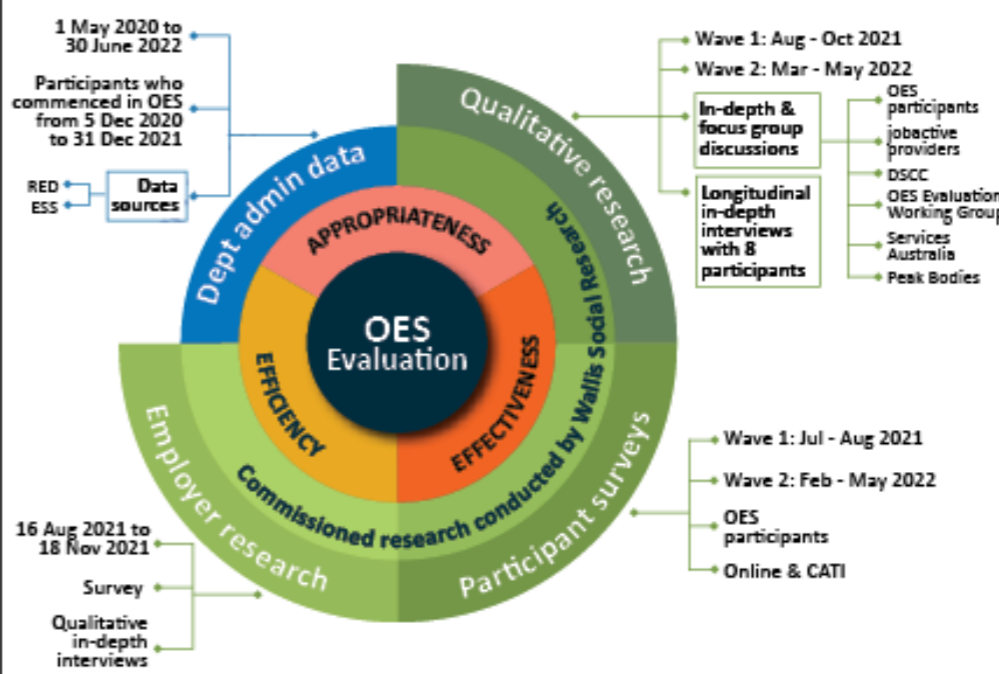 1 May 2020 to
30 June 2022
Participants who
commenced in OES
from 5 Dec 2020
to 31 Dec 2021
RED
ESS
Data
sources
Dept admin data
Qualitative research
Wave 1: Aug - Oct 2021
Wave 2: Mar - May 2022
In-depth &
focus group
discussions
Longitudinal
in-depth
interviews
with 8
participants
OES
participants
jobactive
providers
DSCC
OES Evaluation
Working Group
Services
Australia
Peak Bodies
APPROPRIATENESS
EFFICIENCY
EFFECTIVENESS
OES
Evaluation
Commissioned research conducted by Wallis Social Research
Employer research
Participant surveys
16 Aug 2021 to
18 Nov 2021
Survey
Qualitative
in-depth
interviews
Wave 1: Jul - Aug 2021
Wave 2: Feb - May 2022
OES
participants
Online & CATI